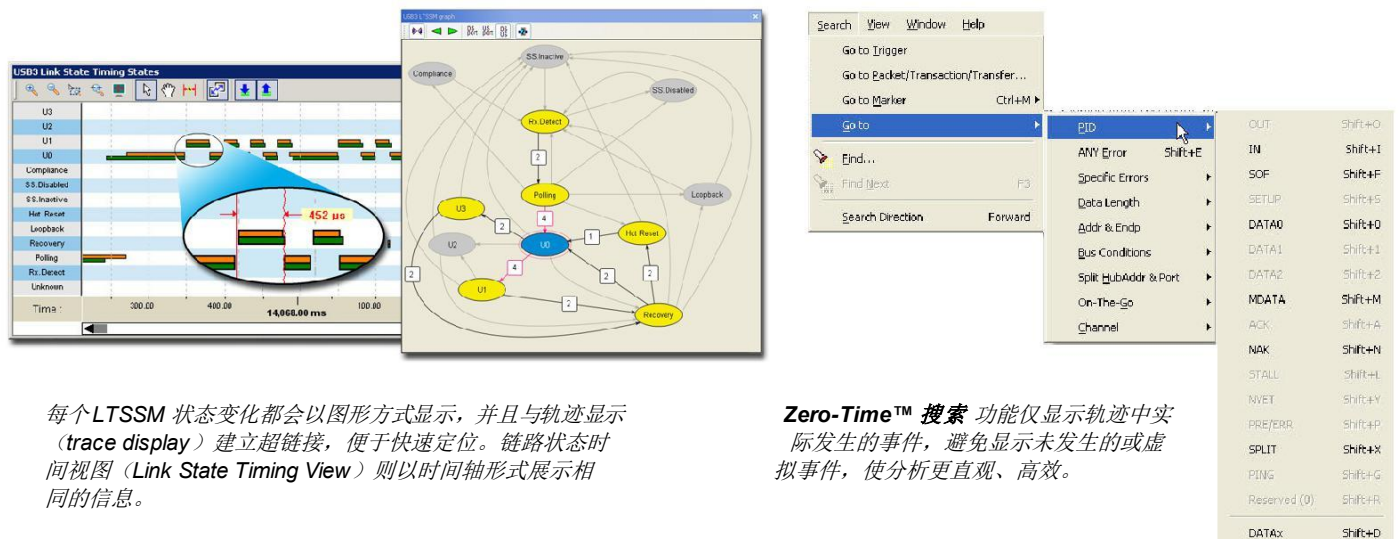 USB3 Link State Timing States
U3
U2
U1
U0
Compliance
SS.Disabled
SS.Inactive
Hot Reset
Loopback
Recovery
Polling
Rx.Detect
Unknown
452 µs
Time :
300.00
400.00
14,068.00 ms
100.00
USB3 LTSSM graph
SS.Inactive
Compliance
SS.Disabled
Rx.Detect
2
Polling
Loopback
4
U3
2
Hot Reset
1
U2
U0
2
4
2
2
U1
2
Recovery
每个 LTSSM 状态变化都会以图形方式显示，并且与轨迹显示
（trace display）建立超链接，便于快速定位。链路状态时
间视图（Link State Timing View）则以时间轴形式展示相
同的信息。
Search View Window Help
Go to Trigger
Go to Packet/Transaction/Transfer...
Go to Marker Ctrl+M
Go to
Find...
Find Next F3
Search Direction Forward
PID
ANY Error Shift+E
Specific Errors
Data Length
Addr & Endp
Bus Conditions
Split HubAddr & Port
On-The-Go
Channel
OUT Shift+O
IN Shift+I
SOF Shift+F
SETUP Shift+S
DATA0 Shift+0
DATA1 Shift+1
DATA2 Shift+2
MDATA Shift+M
ACK Shift+A
NAK Shift+N
STALL Shift+L
NYET Shift+Y
PRE/ERR Shift+P
SPLIT Shift+X
PING Shift+G
Reserved (0) Shift+R
DATAx Shift+D
Zero-Time™ 搜索 功能仅显示轨迹中实
际发生的事件，避免显示未发生的或虚
拟事件，使分析更直观、高效。